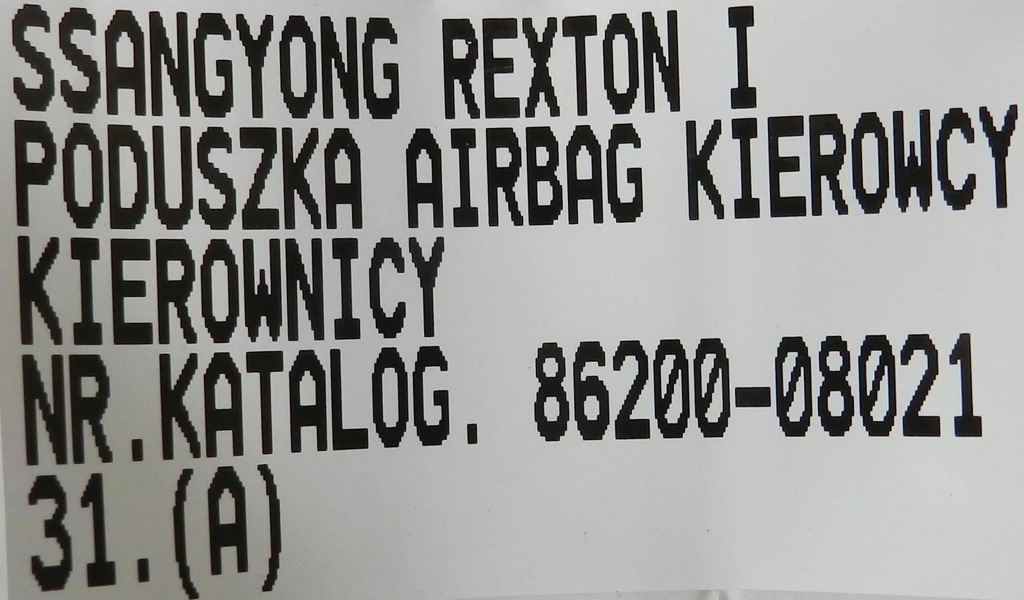 SSANGYONG REXTON I
PODUSZKA AIRBAG KIEROWCY
KIEROWNICY
NR.KATALOG. 86200-08021
31.(A)